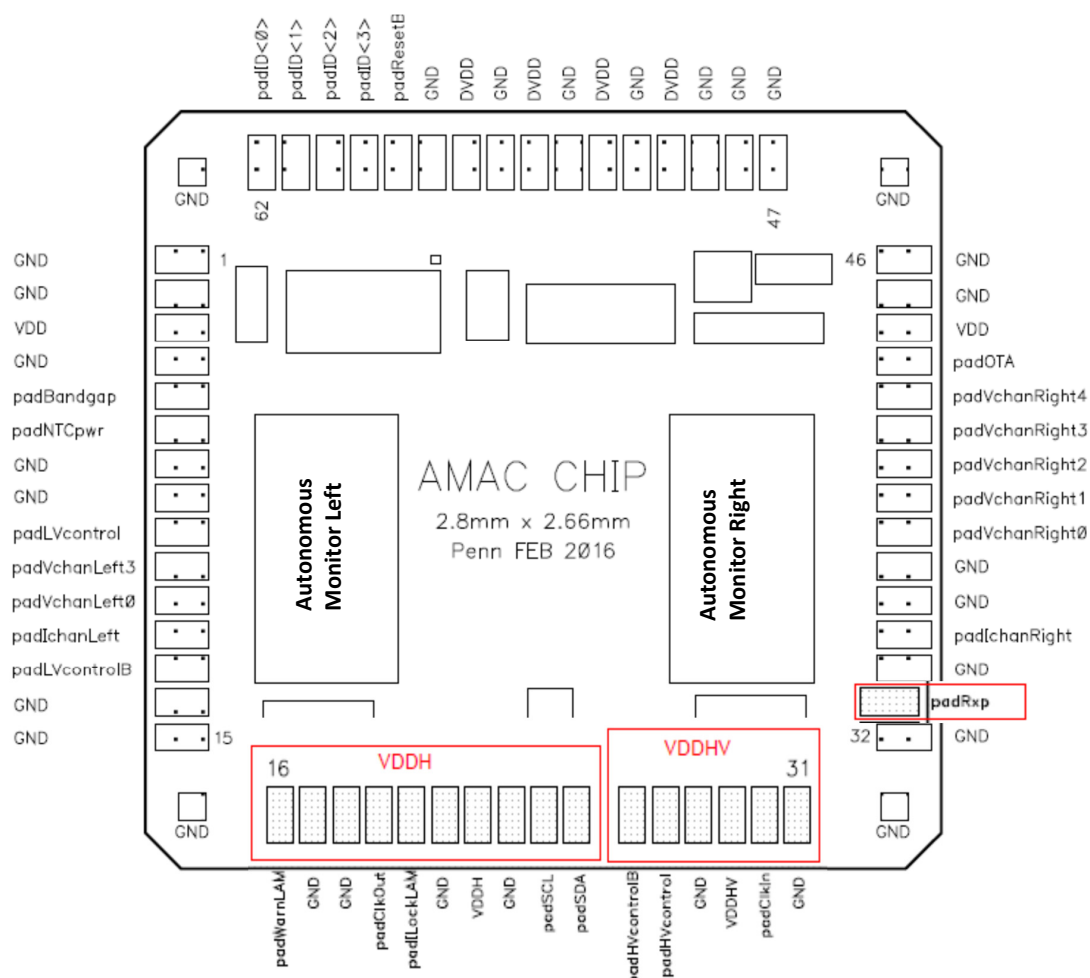 padID<0>
padID<1>
padID<2>
padID<3>
padResetB
GND
DVDD
GND
DVDD
GND
DVDD
GND
DVDD
GND
GND
GND
GND
GND
62
47
GND
1
46
GND
GND
GND
VDD
VDD
GND
padOTA
padBandgap
padVchanRight4
padNTCpwr
padVchanRight3
GND
padVchanRight2
GND
padVchanRight1
padLVcontrol
padVchanRight0
padVchanLeft3
GND
padVchanLeft0
GND
padIchanLeft
padIchanRight
padLVcontrolB
GND
GND
padRxp
GND
15
32
GND
Autonomous
Monitor Left
AMAC CHIP
2.8mm x 2.66mm
Penn FEB 2016
Autonomous
Monitor Right
16
VDDH
VDDHV
31
GND
GND
padWarnLAM
GND
GND
padClkOut
padILockLAM
GND
VDDH
GND
padSCL
padSDA
padHVcontrolB
padHVcontrol
GND
VDDHV
padClkIn
GND